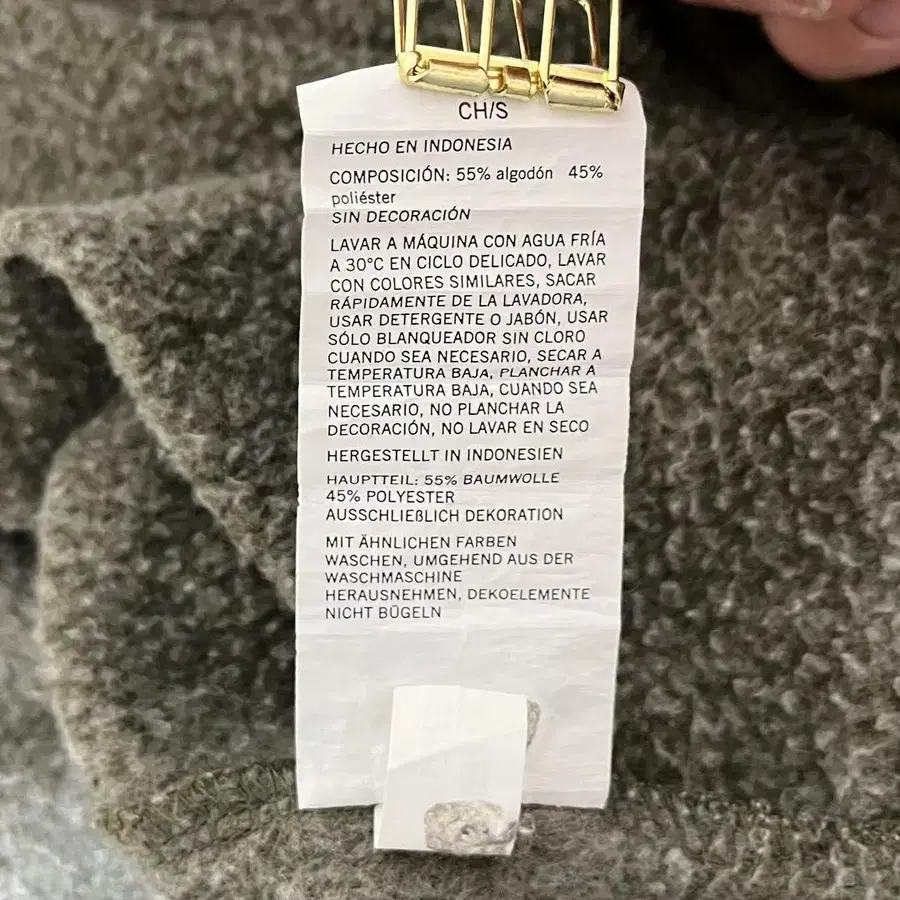 CH/S
HECHO EN INDONESIA
COMPOSICIÓN: 55% algodón 45%
poliéster
SIN DECORACIÓN
LAVAR A MÁQUINA CON AGUA FRÍA
A 30°C EN CICLO DELICADO, LAVAR
CON COLORES SIMILARES, SACAR
RÁPIDAMENTE DE LA LAVADORA,
USAR DETERGENTE O JABÓN, USAR
SÓLO BLANQUEADOR SIN CLORO
CUANDO SEA NECESARIO, SECAR A
TEMPERATURA BAJA, PLANCHAR A
TEMPERATURA BAJA, CUANDO SEA
NECESARIO, NO PLANCHAR LA
DECORACIÓN, NO LAVAR EN SECO
HERGESTELLT IN INDONESIEN
HAUPTTEIL: 55% BAUMWOLLE
45% POLYESTER
AUSSCHLIEßLICH DEKORATION
MIT ÄHNLICHEN FARBEN
WASCHEN, UMGEHEND AUS DER
WASCHMASCHINE
HERAUSNEHMEN, DEKOELEMENTE
NICHT BÜGELN